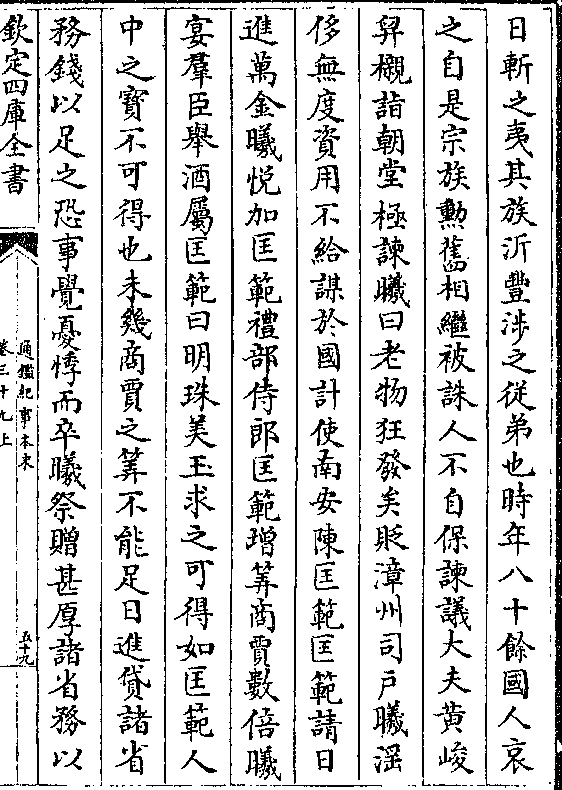 日斬之夷其族沂豐涉之從弟也時年八十餘國人哀
之自是宗族勲舊相繼被誅人不自保諫議大夫黄峻
舁櫬詣朝堂極諫曦曰老物狂發矣貶漳州司戶曦淫
侈無度資用不給謀於國計使南安陳匡範匡範請日
進萬金曦悦加匡範禮部侍郎匡範增筭商賈數倍曦
宴羣臣舉酒屬匡範曰明珠美玉求之可得如匡範人
中之寳不可得也未幾商賈之筭不能足日進貸諸省
務錢以足之恐事覺憂悸而卒曦祭贈甚厚諸省務以
欽定四庫全書
通鑑紀事本末
卷三十九上
五十九